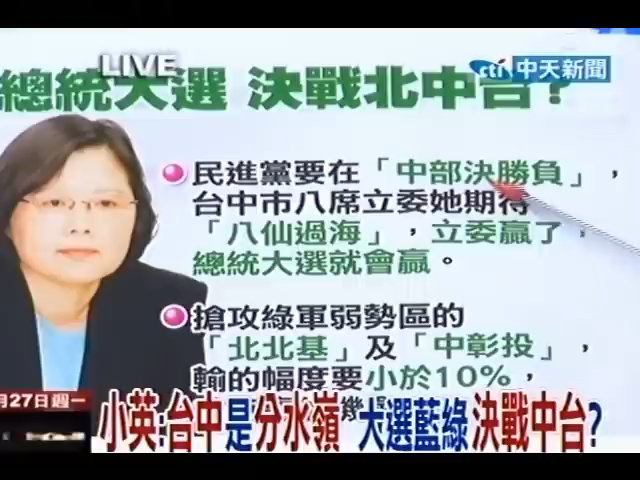 LIVE
cti 中天新聞
總統大選 決戰北中台?
民進黨要在「中部決勝負」，
台中市八席立委她期待
「八仙過海」，立委贏了，
總統大選就會贏。
搶攻綠軍弱勢區的
「北北基」及「中彰投」，
輸的幅度要小於10%，
月27日週一
小英:台中是分水嶺 大選藍綠決戰中台?